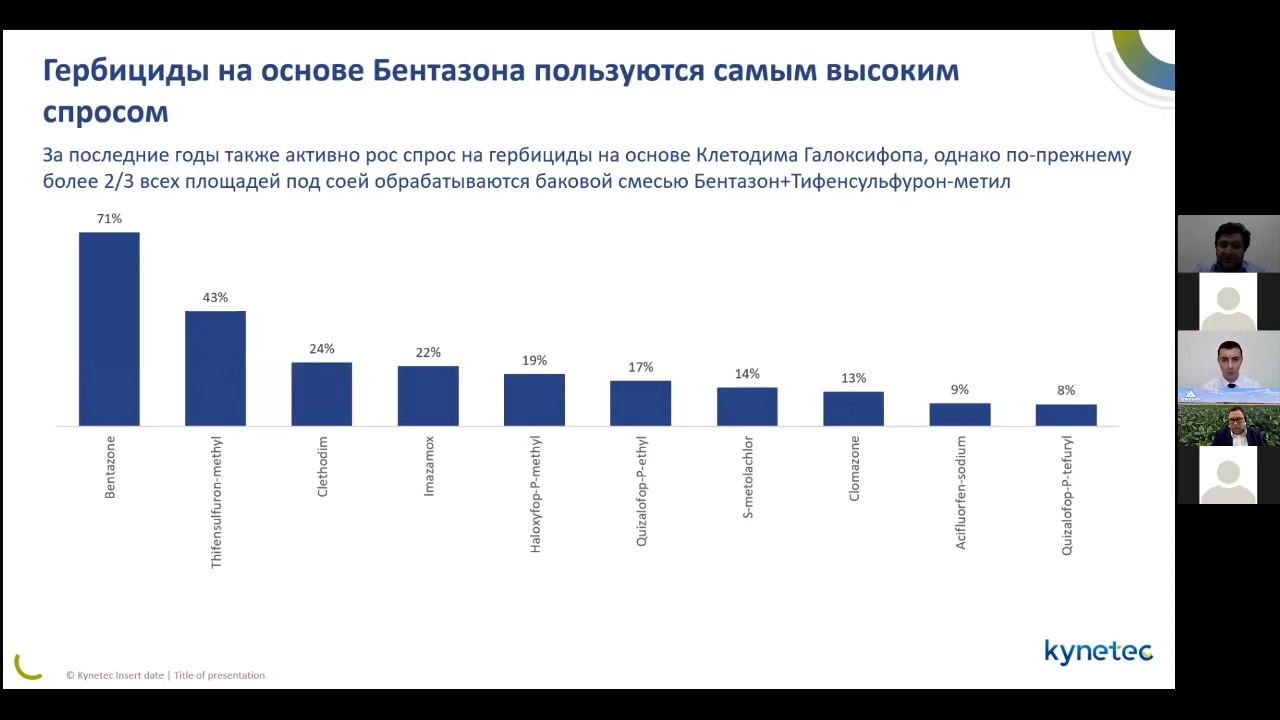 Гербициды на основе Бентазона пользуются самым высоким
спросом
За последние годы также активно рос спрос на гербициды на основе Клетодима Галоксифопа, однако по-прежнему
более 2/3 всех площадей под соей обрабатываются баковой смесью Бентазон+Тифенсульфурон-метил
71%
43%
24%
22%
19%
17%
14%
13%
9%
8%
Bentazone
Thifensulfuron-methyl
Clethodim
Imazamox
Haloxyfop-P-methyl
Quizalofop-P-ethyl
S-metolachlor
Clomazone
Acifluorfen-sodium
Quizalofop-P-tefuryl
kynetec
© Kynetec Insert date | Title of presentation